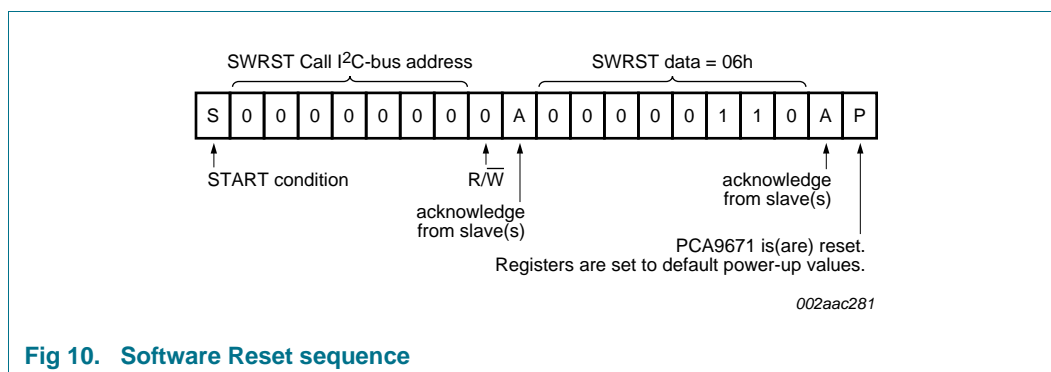 SWRST Call I2C-bus address SWRST data = 06h
S 0 0 0 0 0 0 0 0 A 0 0 0 0 0 1 1 0 A P
START condition R/W acknowledge
acknowledge from slave(s)
from slave(s)
PCA9671 is(are) reset.
Registers are set to default power-up values.
002aac281
Fig 10. Software Reset sequence